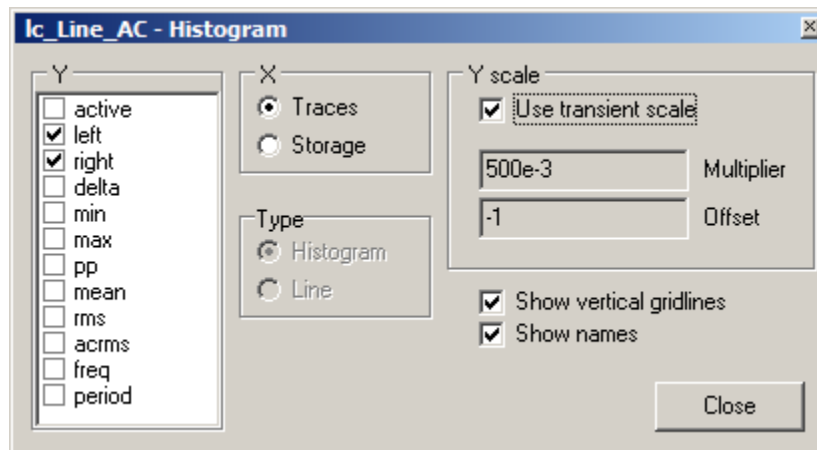 lc_Line_AC - Histogram
Y
active
left
right
delta
min
max
pp
mean
rms
acrms
freq
period
X
Traces
Storage
Type
Histogram
Line
Y scale
Use transient scale
500e-3 Multiplier
-1 Offset
Show vertical gridlines
Show names
Close